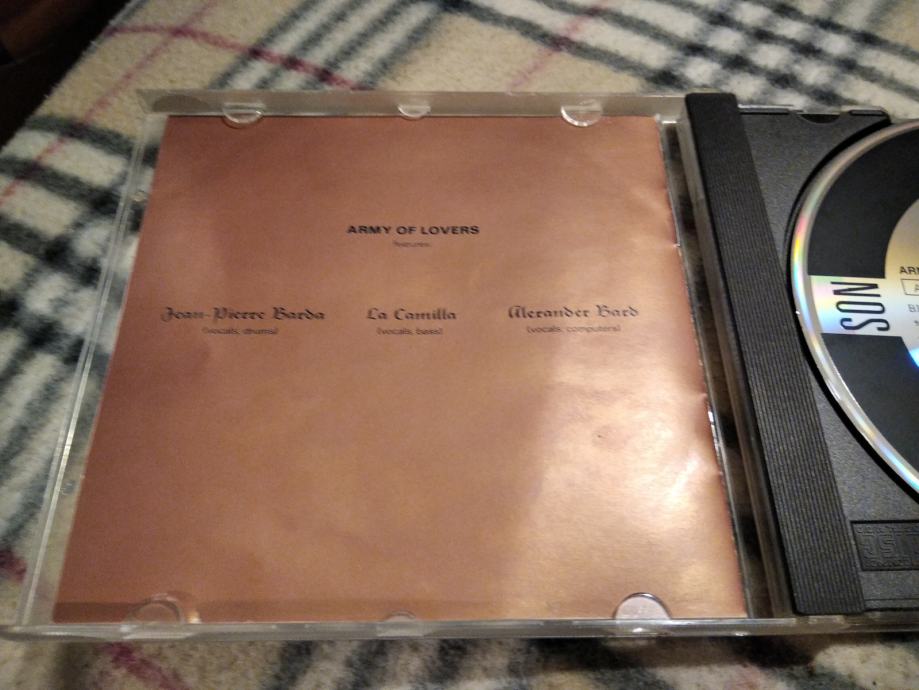 ARMY OF LOVERS
features:
Jean-Pierre Barda
(vocals, drums)
La Camilla
(vocals, bass)
Alexander Bard
(vocals, computers)
SON